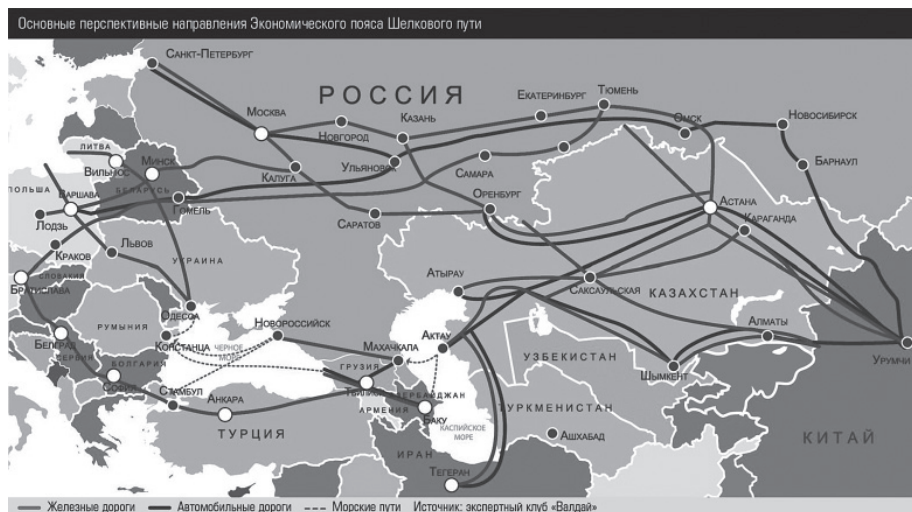 Основные перспективные направления Экономического пояса Шелкового пути
Санкт-Петербург
РОССИЯ
Москва
Новгород
Казань
Екатеринбург
Тюмень
Омск
Новосибирск
Барнаул
Литва
Вильнюс
Минск
Беларусь
Калуга
Ульяновск
Самара
Оренбург
Польша
Варшава
Лодзь
Гомель
Саратов
Астана
Караганда
Краков
Львов
Словакия
Украина
Братислава
Атырау
Саксаульская
КАЗАХСТАН
Одесса
Румыния
Новороссийск
Белград
Сербия
Констанца
Черное
море
Махачкала
Актау
Алматы
Урумчи
Болгария
София
Грузия
Тбилиси
Узбекистан
Шымкент
Стамбул
Анкара
Азербайджан
Армения
Баку
Туркменистан
ТУРЦИЯ
Каспийское
море
Ашхабад
КИТАЙ
ИРАН
Тегеран
Железные дороги Автомобильные дороги Морские пути Источник: экспертный клуб «Валдай»